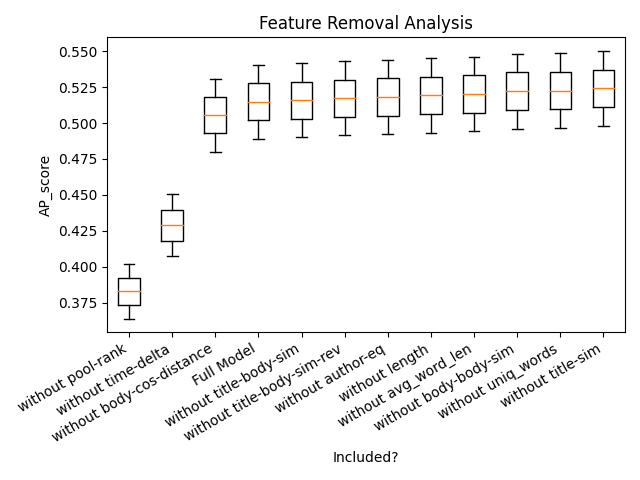 Feature Removal Analysis
AP_score
0.550
0.525
0.500
0.475
0.450
0.425
0.400
0.375
without pool-rank
without time-delta
without body-cos-distance
Full Model
without title-body-sim
without title-body-sim-rev
without author-eq
without length
without avg_word_len
without body-body-sim
without uniq_words
without title-sim
Included?